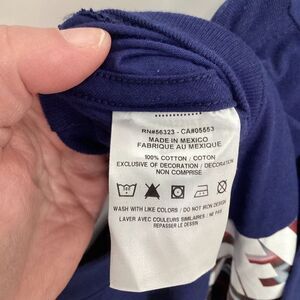 RN#56323 - CA#05553
MADE IN MEXICO
FABRIQUE AU MEXIQUE
100% COTTON / COTON
EXCLUSIVE OF DECORATION / DECORATION
NON COMPRISE
WASH WITH LIKE COLORS / DO NOT IRON DESIGN
LAVER AVEC COULEURS SIMILAIRES / NE PAS
REPASSER LE DESSIN